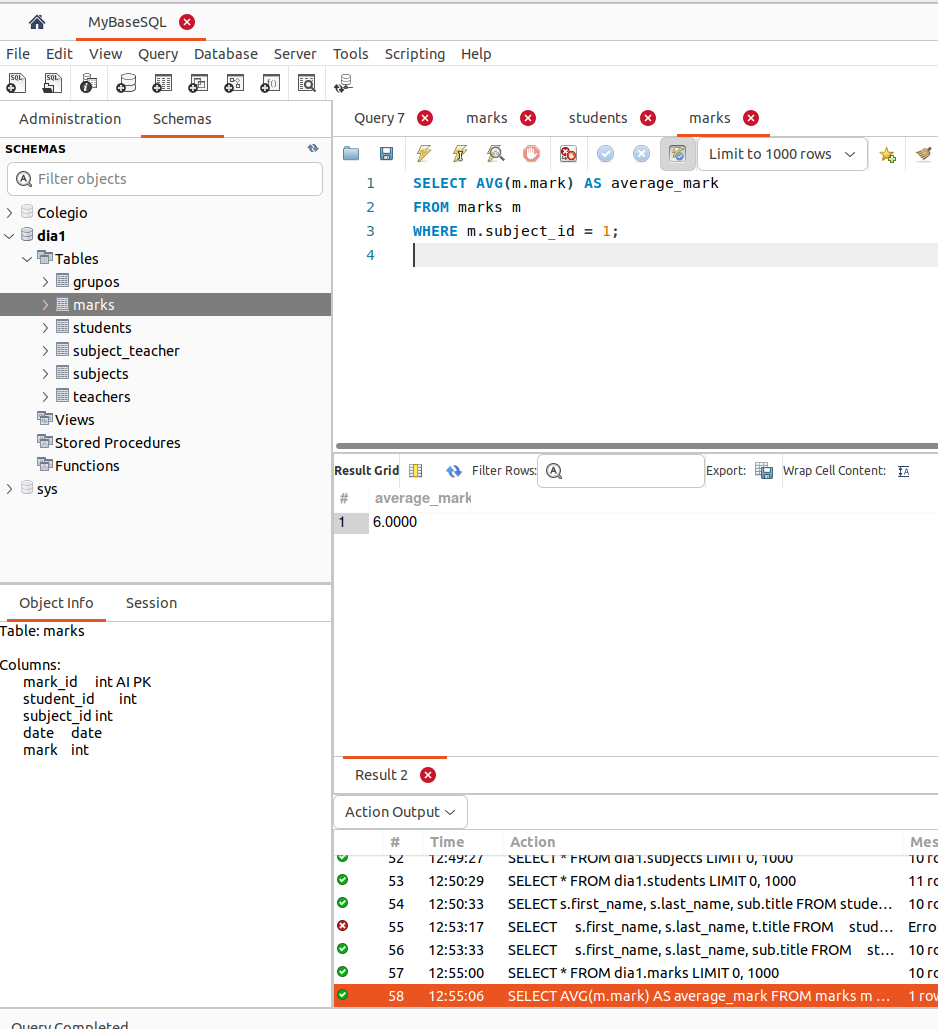 MyBaseSQL
File Edit View Query Database Server Tools Scripting Help
Administration Schemas
SCHEMAS
Filter objects
Colegio
dia1
Tables
grupos
marks
students
subject_teacher
subjects
teachers
Views
Stored Procedures
Functions
sys
Object Info Session
Table: marks
Columns:
mark_id int AI PK
student_id int
subject_id int
date date
mark int
Query 7 marks students marks
Limit to 1000 rows
1 SELECT AVG(m.mark) AS average_mark
2 FROM marks m
3 WHERE m.subject_id = 1;
4
Result Grid Filter Rows: Export: Wrap Cell Content:
# average_mark
1 6.0000
Result 2
Action Output
# Time Action Mes
52 12:49:27 SELECT * FROM dia1.subjects LIMIT 0, 1000 10 ro
53 12:50:29 SELECT * FROM dia1.students LIMIT 0, 1000 11 ro
54 12:50:33 SELECT s.first_name, s.last_name, sub.title FROM stude... 10 ro
55 12:53:17 SELECT s.first_name, s.last_name, t.title FROM stud... Erro
56 12:53:33 SELECT s.first_name, s.last_name, sub.title FROM st... 10 ro
57 12:55:00 SELECT * FROM dia1.marks LIMIT 0, 1000 10 ro
58 12:55:06 SELECT AVG(m.mark) AS average_mark FROM marks m ... 1 row
Query Completed